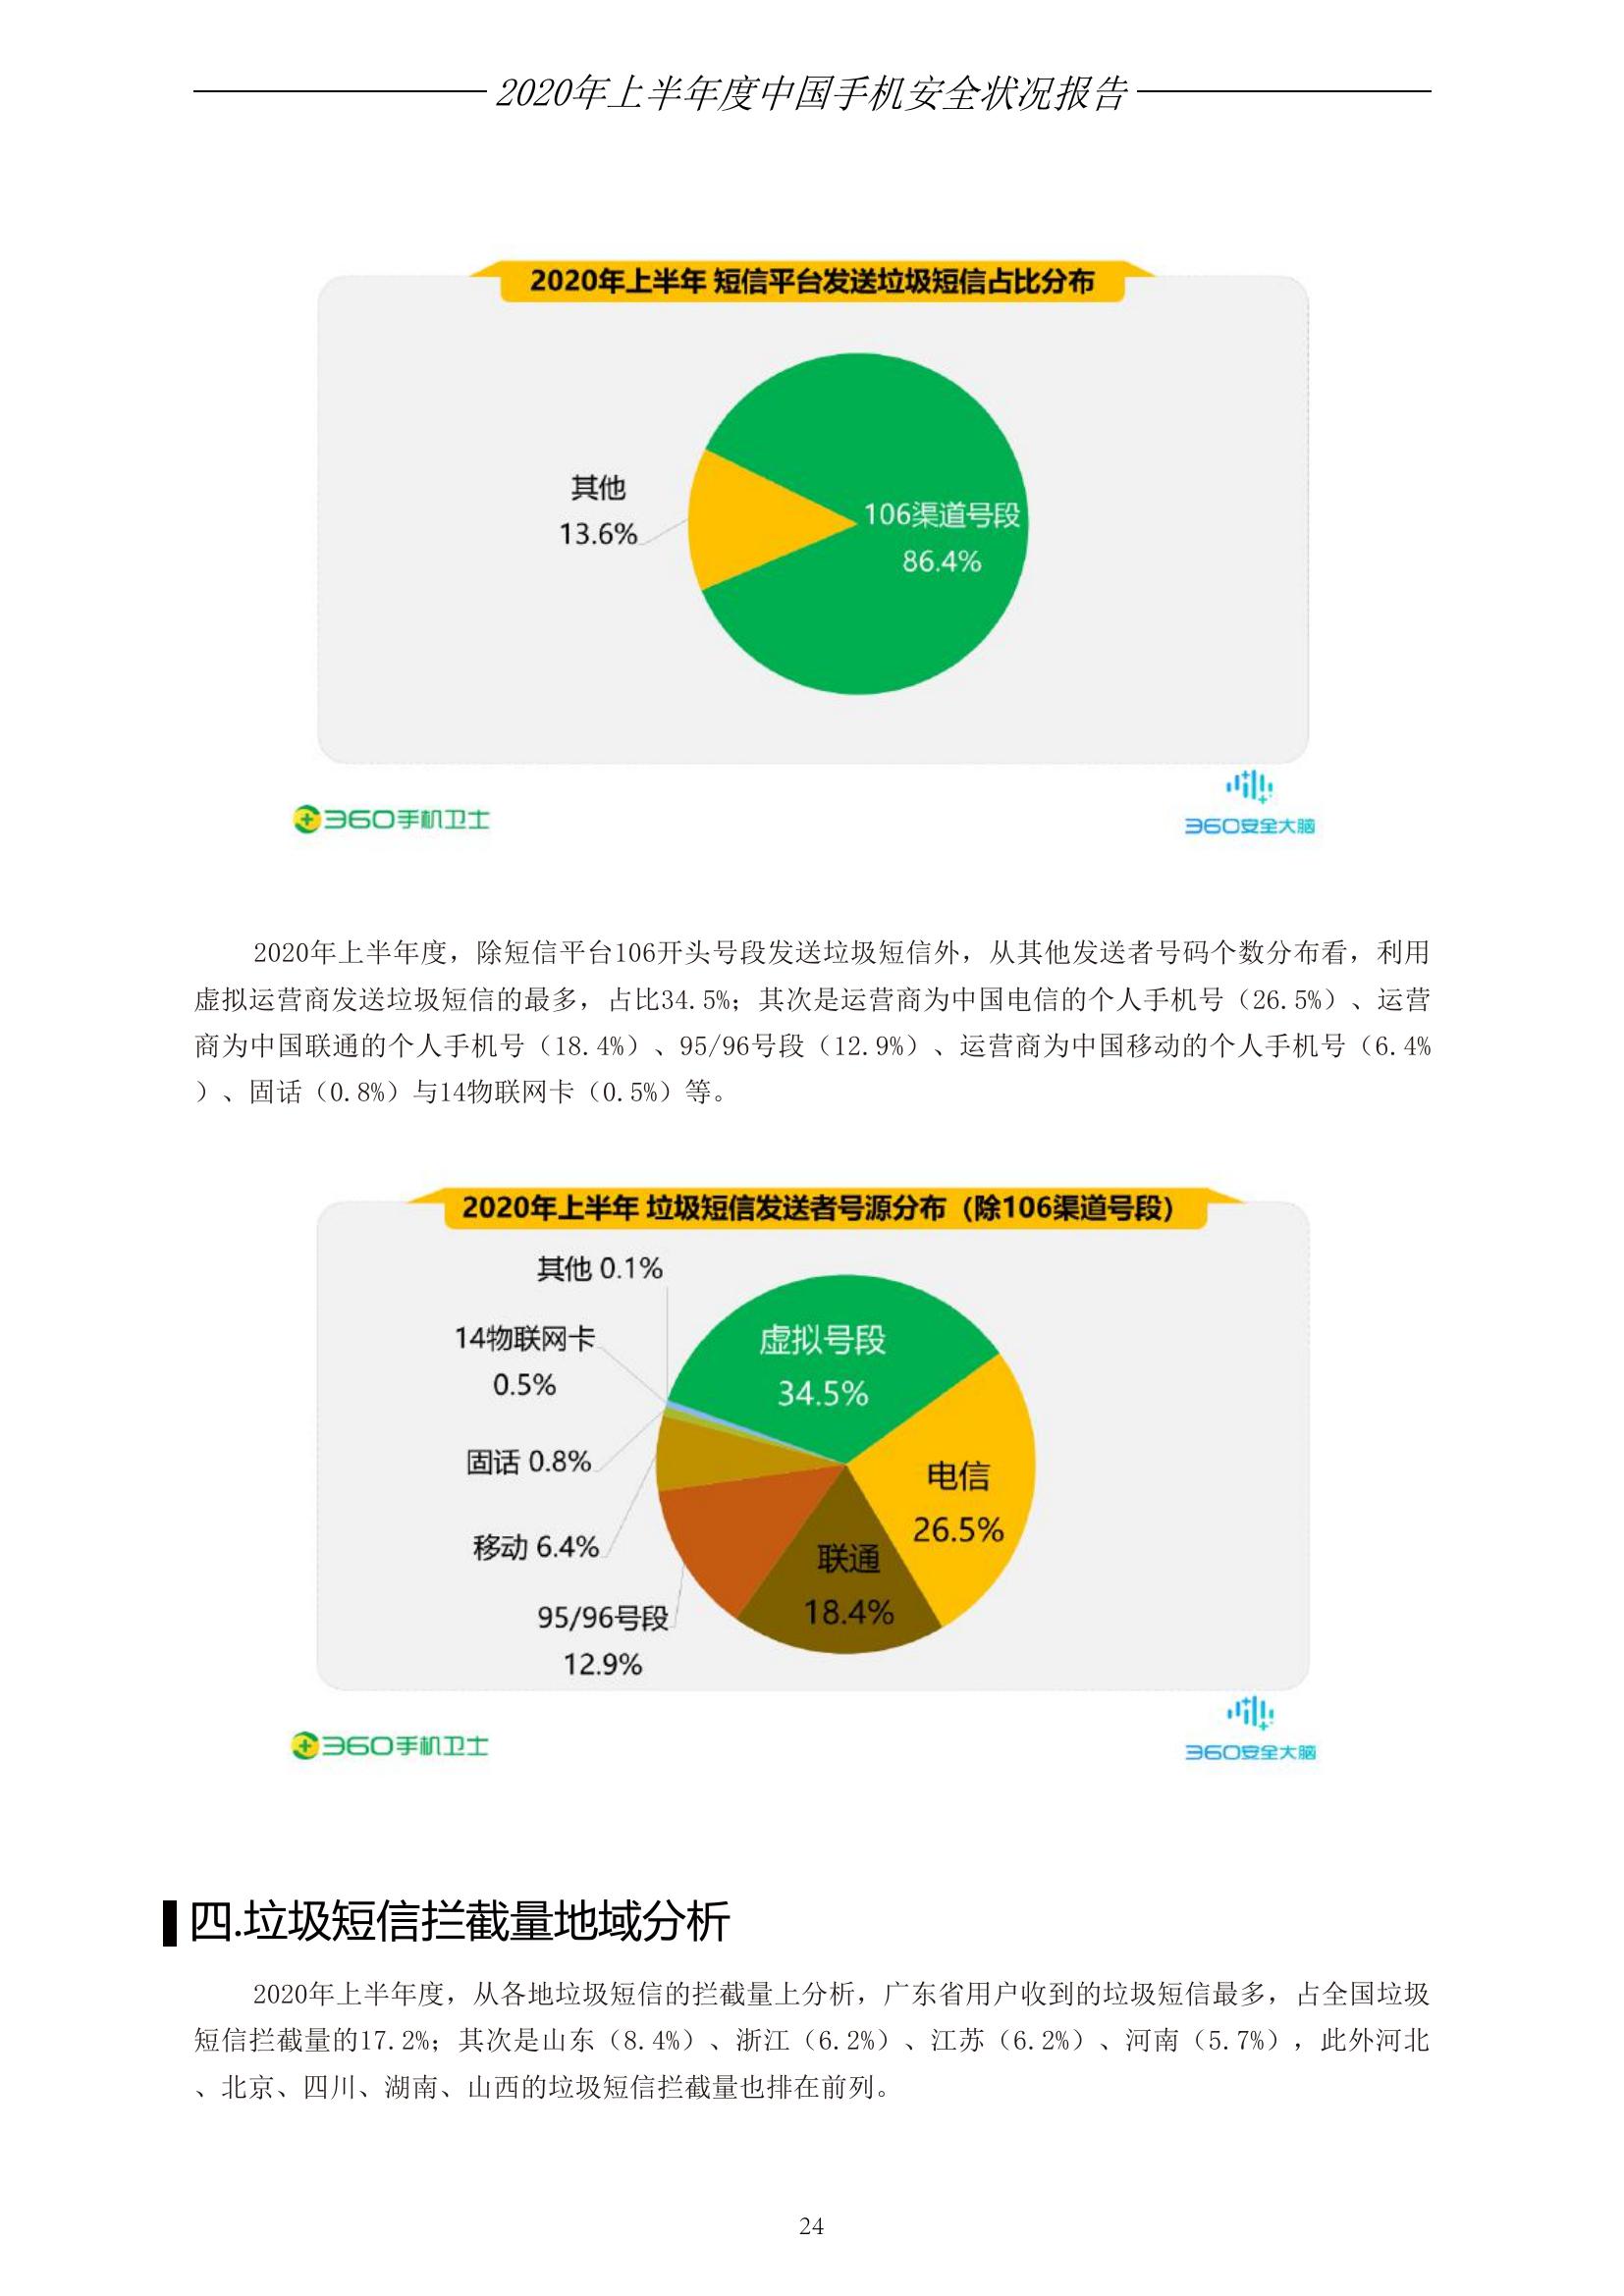 2020年上半年度中国手机安全状况报告
2020年上半年 短信平台发送垃圾短信占比分布
其他
13.6%
106渠道号段
86.4%
360手机卫士
360安全大脑
2020年上半年度，除短信平台106开头号段发送垃圾短信外，从其他发送者号码个数分布看，利用
虚拟运营商发送垃圾短信的最多，占比34.5%；其次是运营商为中国电信的个人手机号（26.5%）、运营
商为中国联通的个人手机号（18.4%）、95/96号段（12.9%）、运营商为中国移动的个人手机号（6.4%
）、固话（0.8%）与14物联网卡（0.5%）等。
2020年上半年 垃圾短信发送者号源分布（除106渠道号段）
其他 0.1%
14物联网卡
0.5%
固话 0.8%
移动 6.4%
95/96号段
12.9%
虚拟号段
34.5%
电信
26.5%
联通
18.4%
360手机卫士
360安全大脑
四.垃圾短信拦截量地域分析
2020年上半年度，从各地垃圾短信的拦截量上分析，广东省用户收到的垃圾短信最多，占全国垃圾
短信拦截量的17.2%；其次是山东（8.4%）、浙江（6.2%）、江苏（6.2%）、河南（5.7%），此外河北
、北京、四川、湖南、山西的垃圾短信拦截量也排在前列。
24